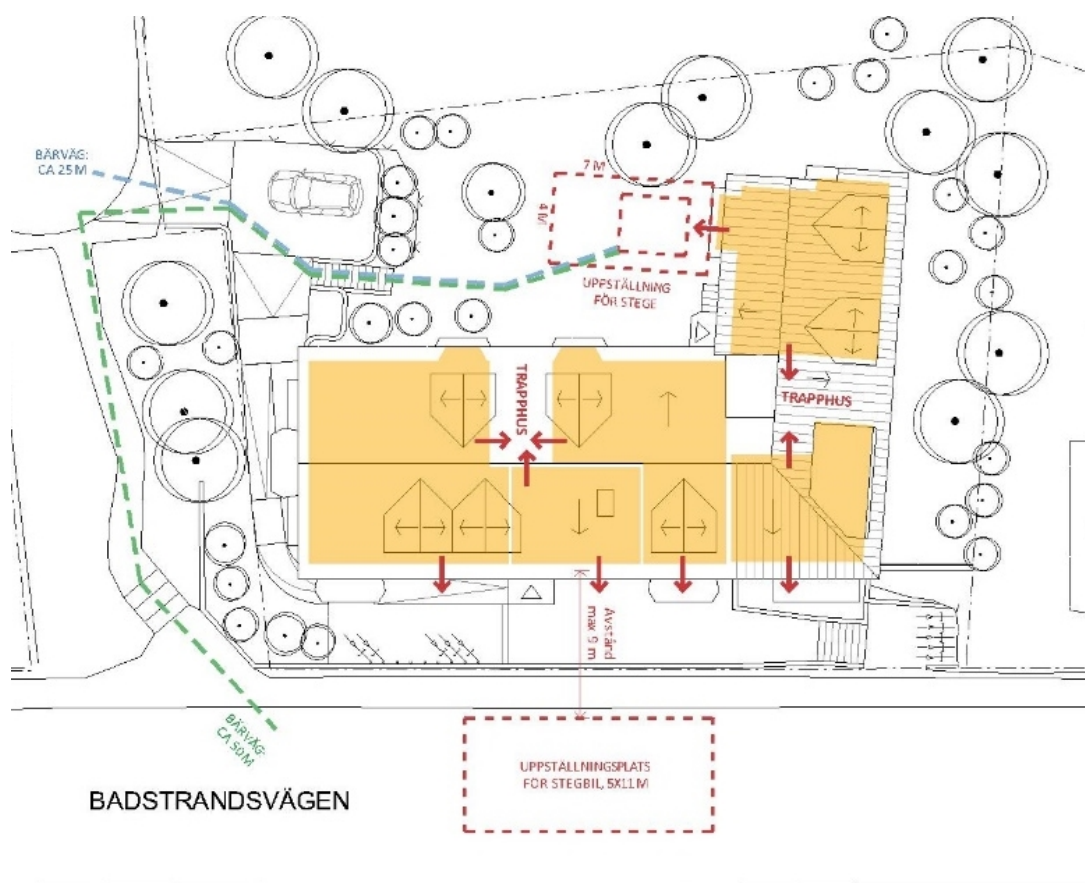 BÄRVÄG:
CA 25 M
7 M
4 M
UPPSTÄLLNING
FÖR STEGE
TRAPPHUS
TRAPPHUS
Avstånd
max 9 m
BÄRVÄG:
CA 50 M
UPPSTÄLLNINGSPLATS
FÖR STEGBIL, 5X11 M
BADSTRANDSVÄGEN